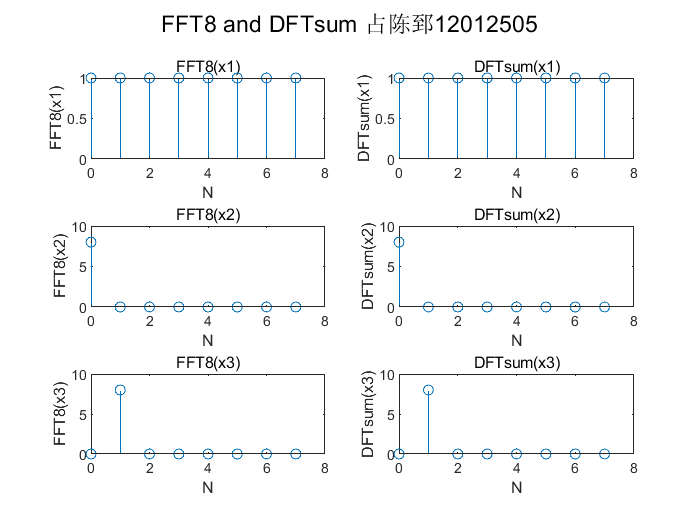 FFT8 and DFTsum 占陈郅12012505
FFT8(x1)
FFT8(x1)
1
0.5
0
0 2 4 6 8
N
DFTsum(x1)
DFTsum(x1)
1
0.5
0
0 2 4 6 8
N
FFT8(x2)
FFT8(x2)
10
5
0
0 2 4 6 8
N
DFTsum(x2)
DFTsum(x2)
10
5
0
0 2 4 6 8
N
FFT8(x3)
FFT8(x3)
10
5
0
0 2 4 6 8
N
DFTsum(x3)
DFTsum(x3)
10
5
0
0 2 4 6 8
N